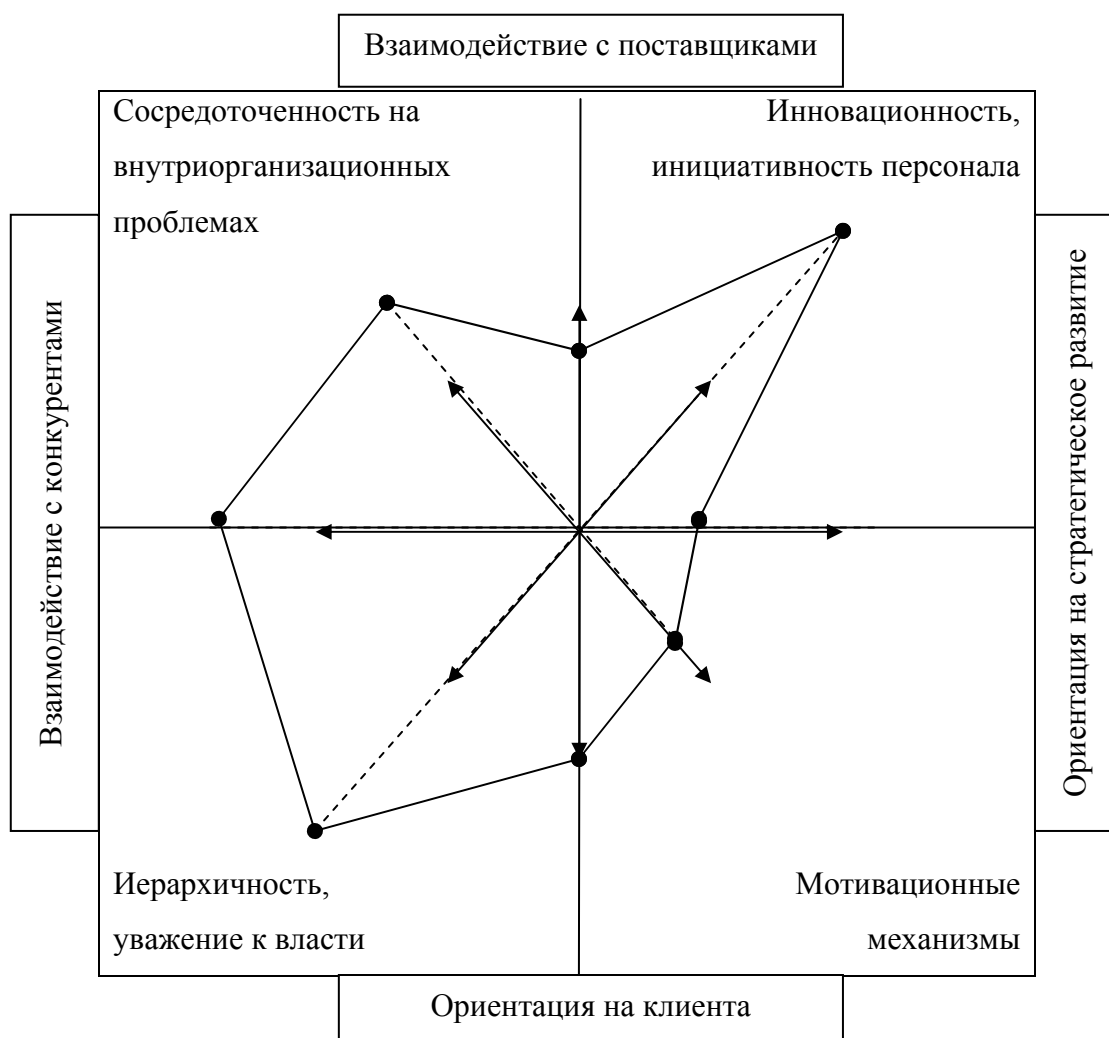 Взаимодействие с поставщиками
Сосредоточенность на
внутриорганизационных
проблемах
Инновационность,
инициативность персонала
Взаимодействие с конкурентами
Ориентация на стратегическое развитие
Иерархичность,
уважение к власти
Мотивационные
механизмы
Ориентация на клиента